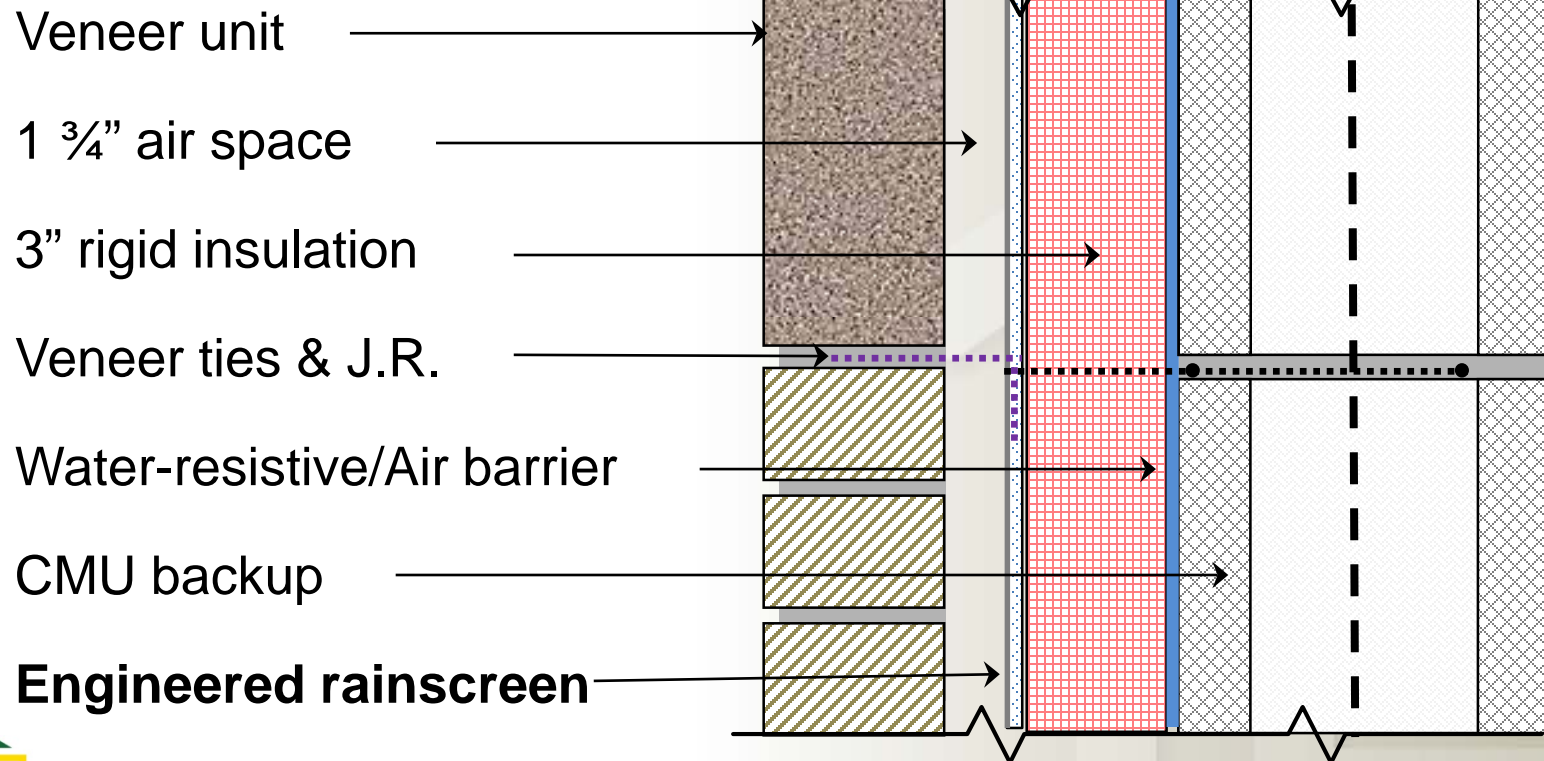 Veneer unit
1 ¾” air space
3” rigid insulation
Veneer ties & J.R.
Water-resistive/Air barrier
CMU backup
Engineered rainscreen